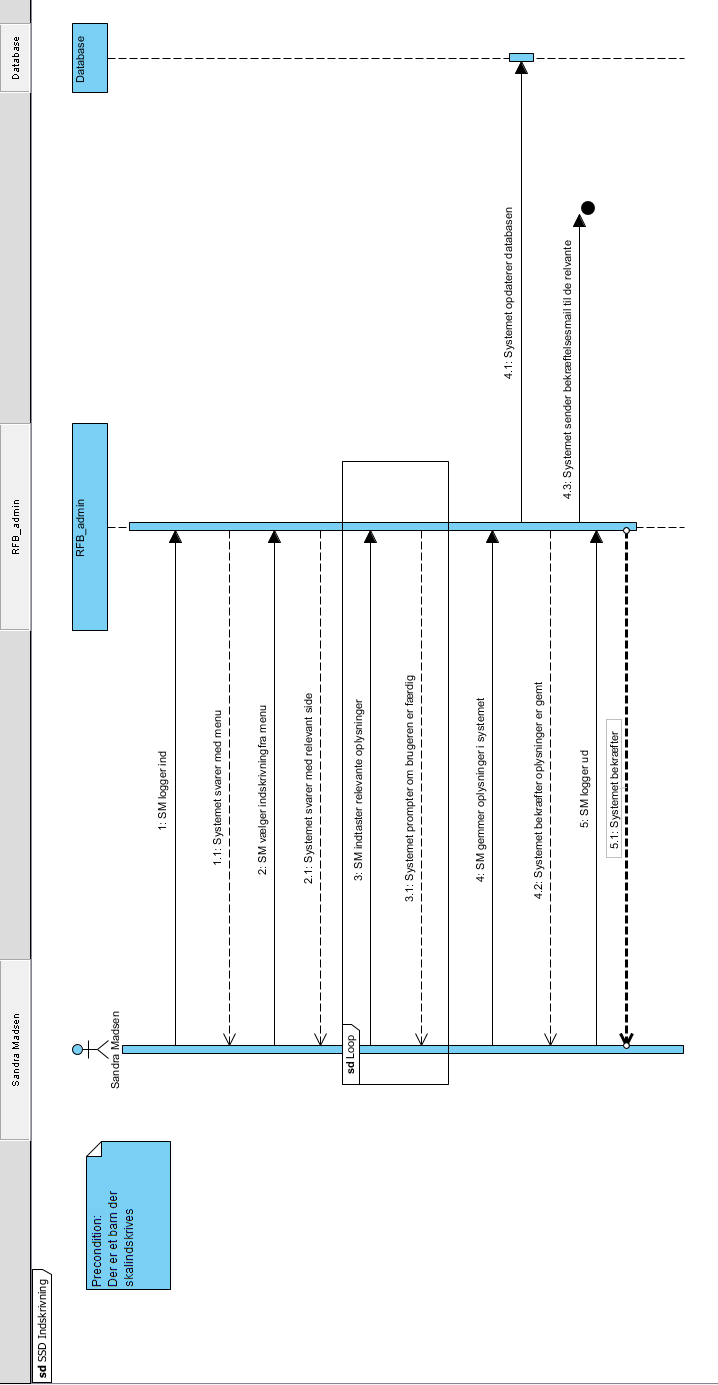 Sandra Madsen
RFB_admin
Database
sd SSD Indskrivning
Precondition:
Der er et barn der
skalindskrives
Sandra Madsen
RFB_admin
Database
1: SM logger ind
1.1: Systemet svarer med menu
2: SM vælger indskrivningfra menu
2.1: Systemet svarer med relevant side
sd Loop
3: SM indtaster relevante oplysninger
3.1: Systemet prompter om brugeren er færdig
4: SM gemmer oplysninger i systemet
4.1: Systemet opdaterer databasen
4.2: Systemet bekræfter oplysninger er gemt
4.3: Systemet sender bekræftelsesmail til de relvante
5: SM logger ud
5.1: Systemet bekræfter